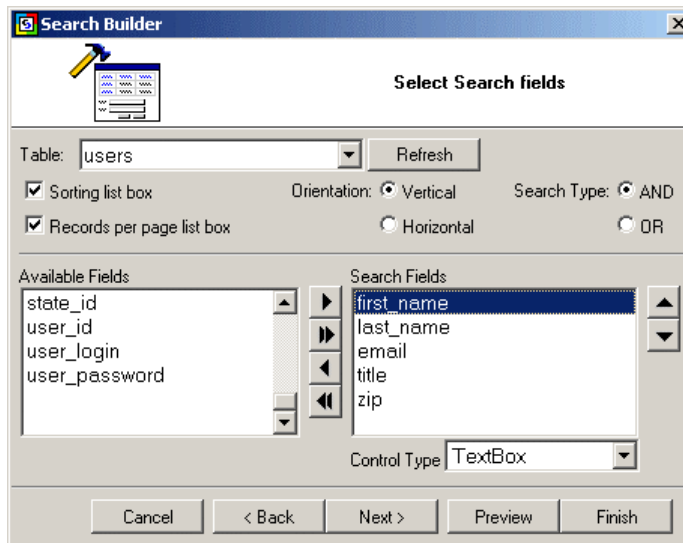 Search Builder
Select Search fields
Table: users Refresh
Sorting list box Orientation: Vertical Search Type: AND
Records per page list box Horizontal OR
Available Fields Search Fields
state_id first_name
user_id last_name
user_login email
user_password title
zip
Control Type TextBox
Cancel < Back Next > Preview Finish